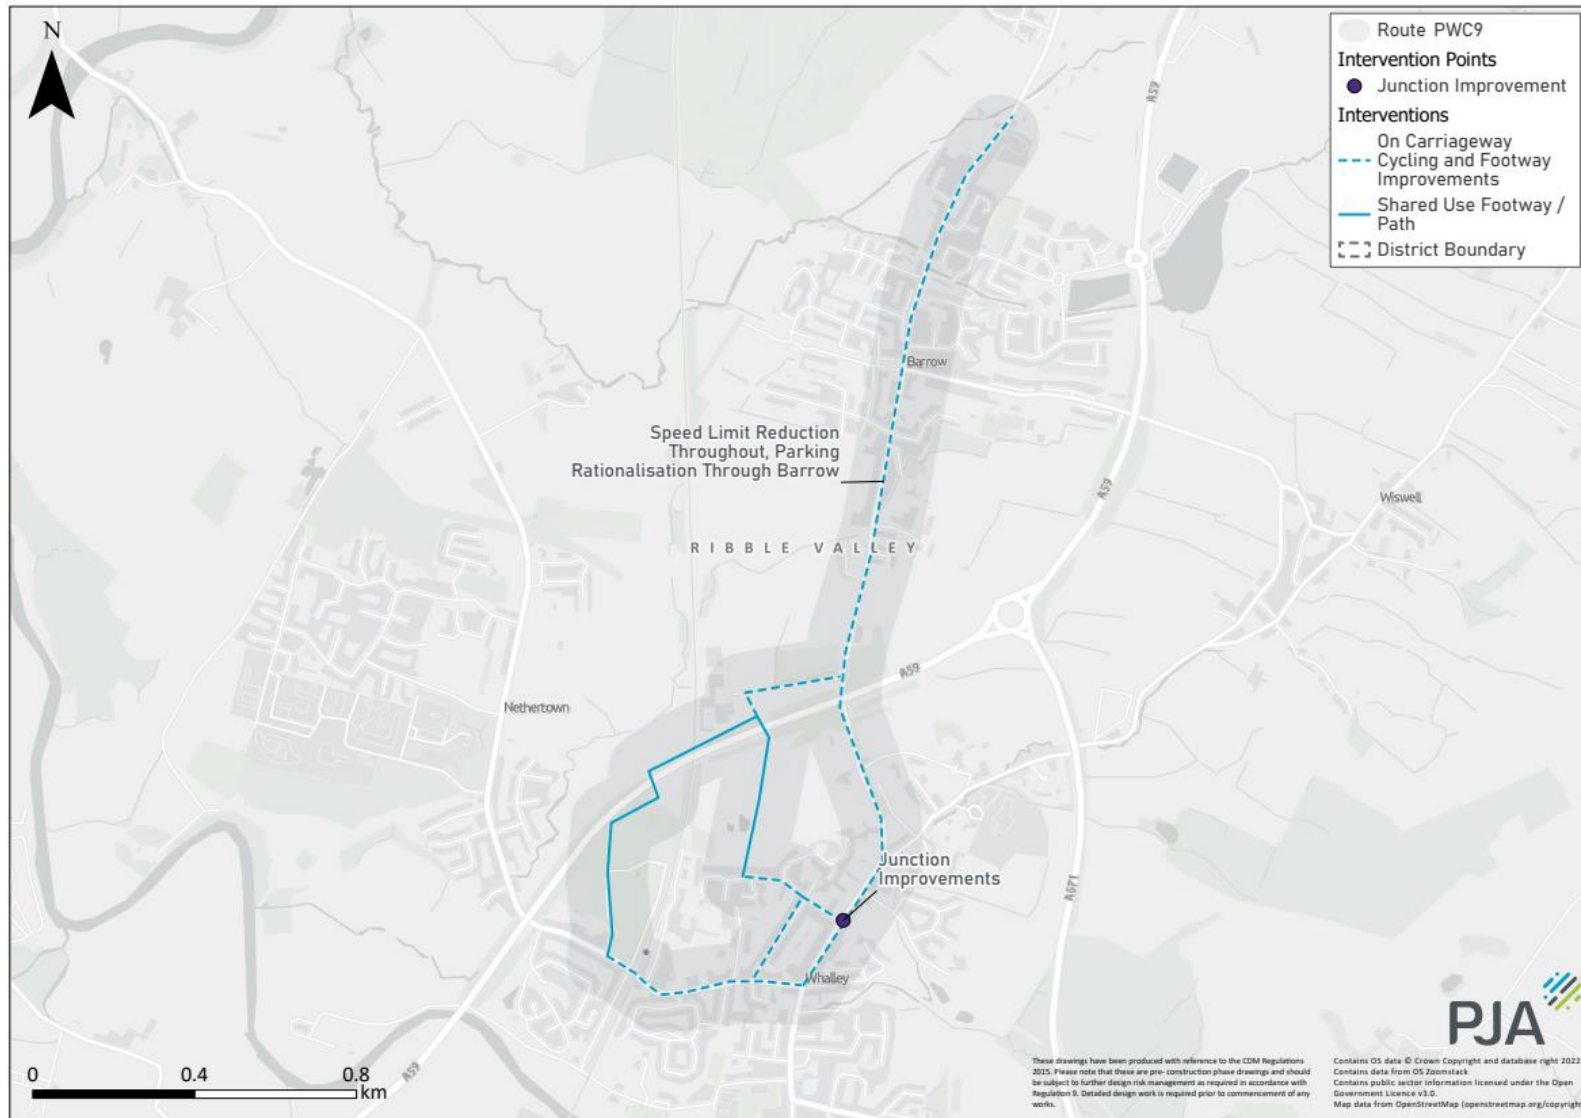 N
Route PWC9
Intervention Points
Junction Improvement
Interventions
On Carriageway
Cycling and Footway
Improvements
Shared Use Footway /
Path
District Boundary
A59
Barrow
Speed Limit Reduction
Throughout, Parking
Rationalisation Through Barrow
A59
Wiswell
RIBBLE VALLEY
A59
Nethertown
Junction
Improvements
A671
Whalley
A59
0 0.4 0.8
km
PJA
These drawings have been produced with reference to the CDM Regulations
2015. Please note that these are pre- construction phase drawings and should
be subject to further design risk management as required in accordance with
Regulation 9. Detailed design work is required prior to commencement of any
works.
Contains OS data © Crown Copyright and database right 2022
Contains data from OS Zoomstack
Contains public sector information licensed under the Open
Government Licence v3.0.
Map data from OpenStreetMap (openstreetmap.org/copyright